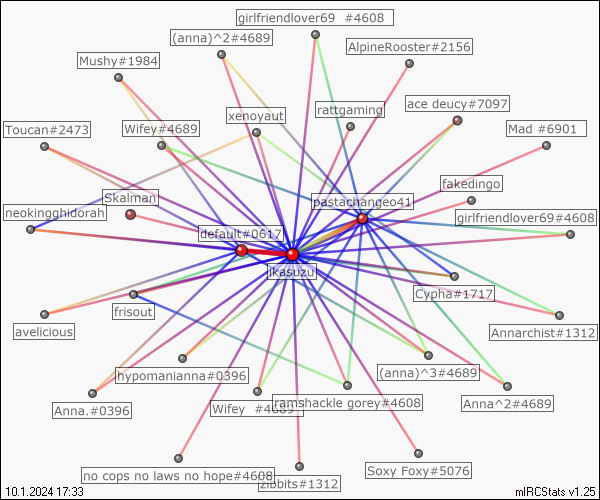 girlfriendlover69  #4608
(anna)^2#4689
AlpineRooster#2156
Mushy#1984
ace deucy#7097
rattgaming
xenoyaut
Toucan#2473
Wifey#4689
Mad #6901
fakedingo
Skalman
pastachangeo41
neokingghidorah
girlfriendlover69#4608
default#0617
jkasuzu
Cypha#1717
frisout
avelicious
Annarchist#1312
hypomanianna#0396
(anna)^3#4689
Anna.#0396
Wifey  #4689
ramshackle gorey#4608
Anna^2#4689
no cops no laws no hope#4608
zibbits#1312
Soxy Foxy#5076
10.1.2024 17:33
mIRCStats v1.25